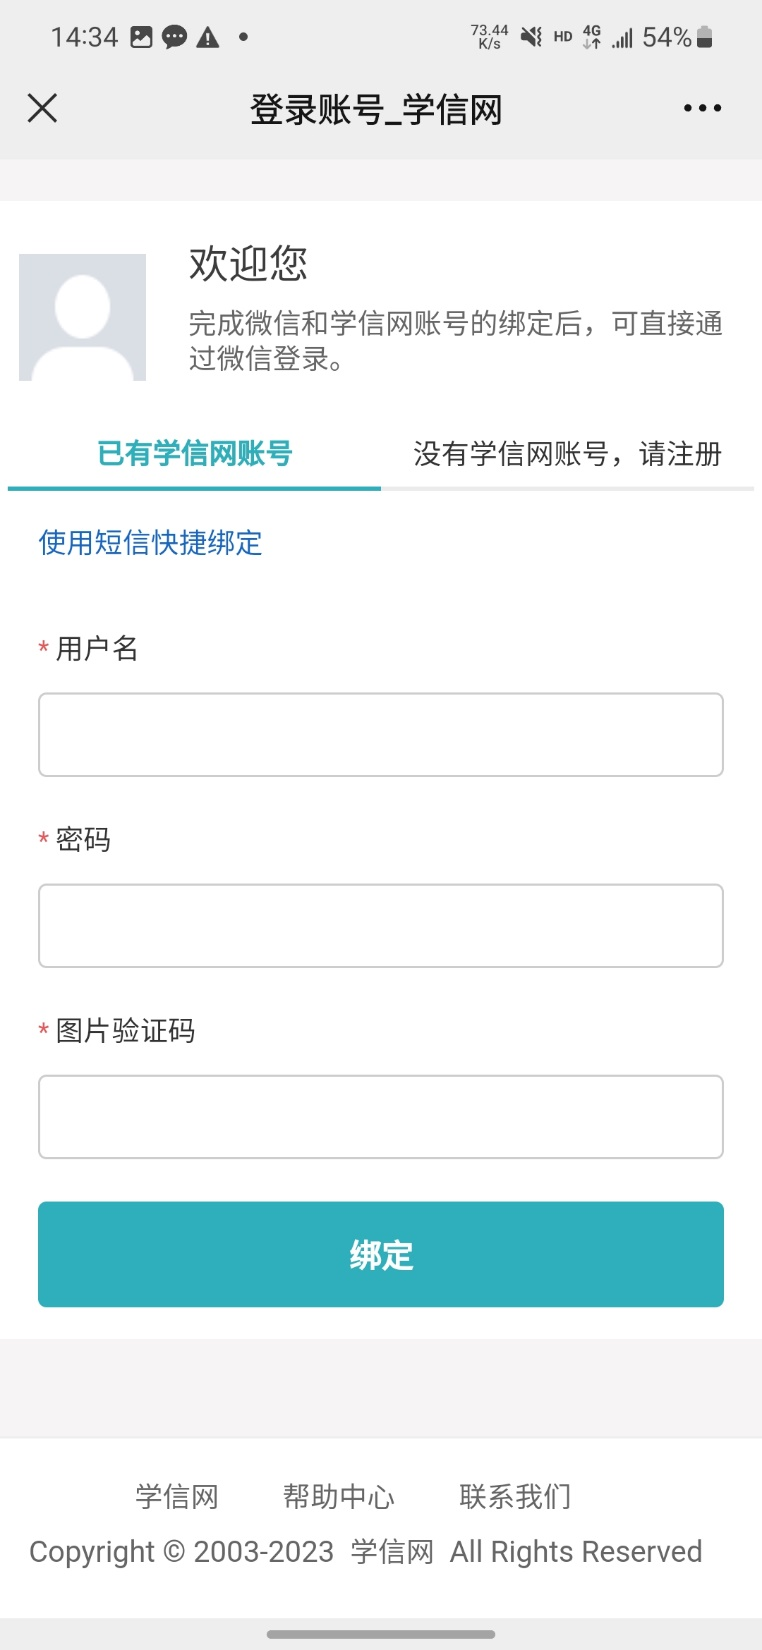 14:34
73.44 K/s HD 4G 54%
登录账号_学信网
欢迎您
完成微信和学信网账号的绑定后，可直接通
过微信登录。
已有学信网账号 没有学信网账号，请注册
使用短信快捷绑定
* 用户名
* 密码
* 图片验证码
绑定
学信网 帮助中心 联系我们
Copyright © 2003-2023 学信网 All Rights Reserved